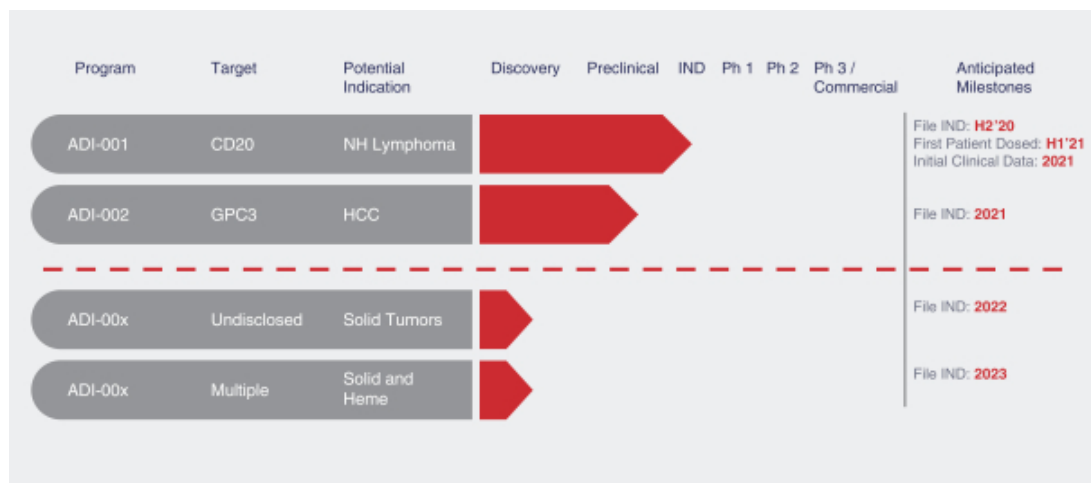 Program Target Potential Indication Discovery Preclinical IND Ph 1 Ph 2 Ph 3 / Commercial Anticipated Milestones
ADI-001 CD20 NH Lymphoma File IND: H2'20
First Patient Dosed: H1'21
Initial Clinical Data: 2021
ADI-002 GPC3 HCC File IND: 2021
ADI-00x Undisclosed Solid Tumors File IND: 2022
ADI-00x Multiple Solid and Heme File IND: 2023